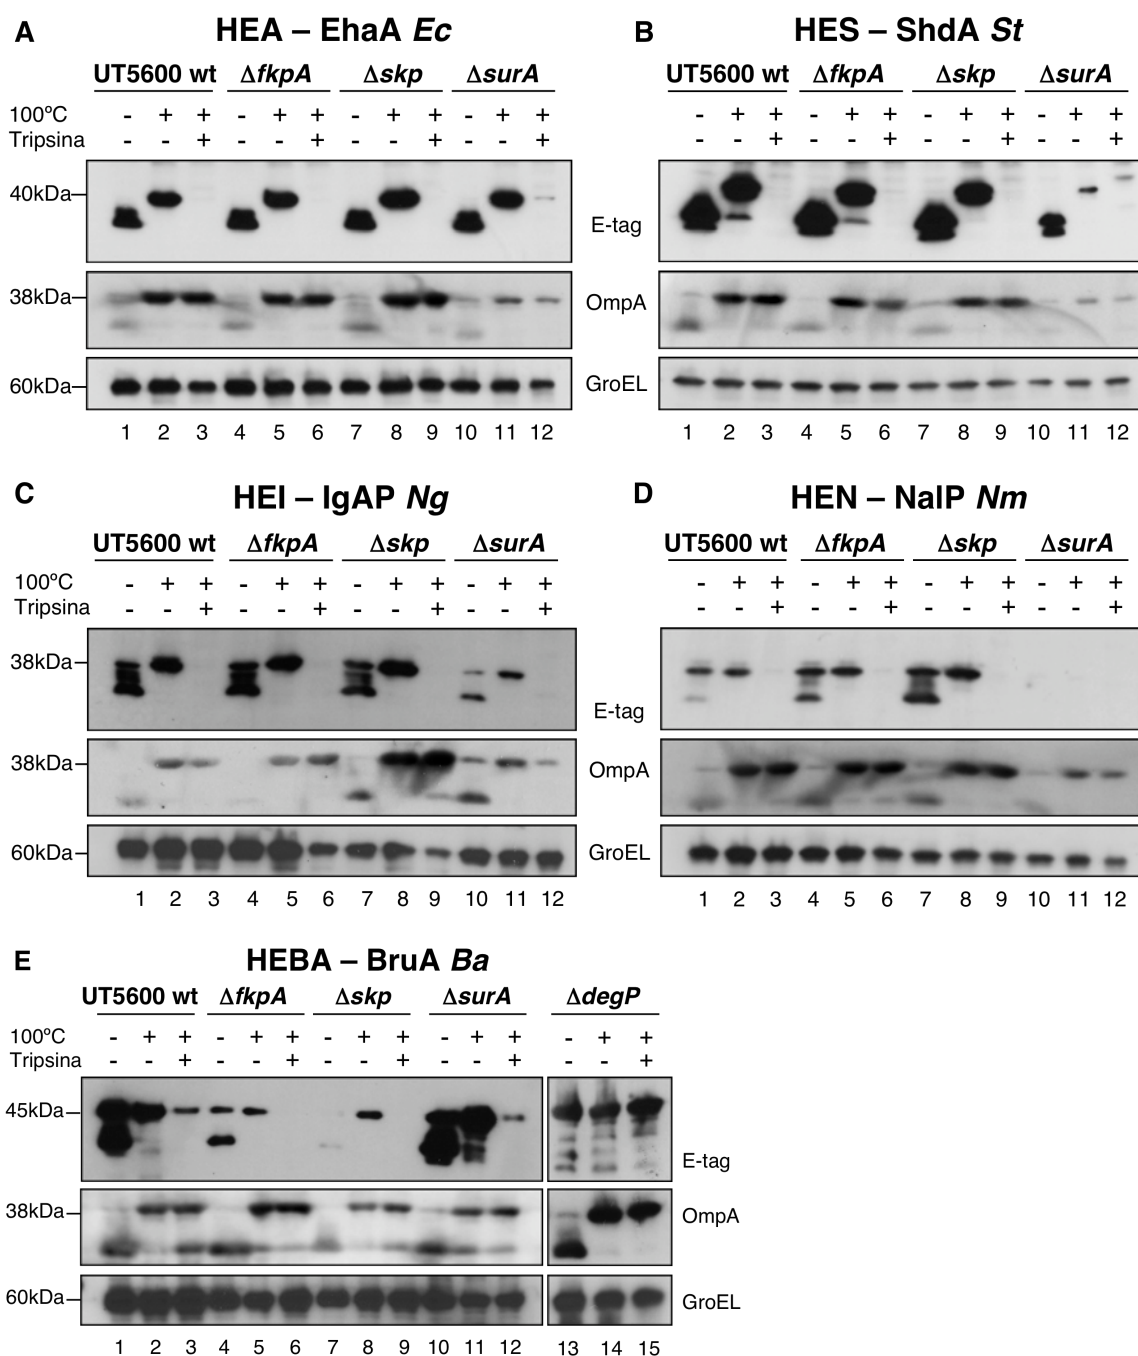 A
HEA – EhaA Ec
UT5600 wt ΔfkpA Δskp ΔsurA
100ºC - + + - + + - + + - + +
Tripsina - - + - - + - - + - - +
40kDa
38kDa
60kDa
1 2 3 4 5 6 7 8 9 10 11 12
B
HES – ShdA St
UT5600 wt ΔfkpA Δskp ΔsurA
- + + - + + - + + - + +
- - + - - + - - + - - +
E-tag
OmpA
GroEL
1 2 3 4 5 6 7 8 9 10 11 12
C
HEI – IgAP Ng
UT5600 wt ΔfkpA Δskp ΔsurA
100ºC - + + - + + - + + - + +
Tripsina - - + - - + - - + - - +
38kDa
38kDa
60kDa
1 2 3 4 5 6 7 8 9 10 11 12
D
HEN – NalP Nm
UT5600 wt ΔfkpA Δskp ΔsurA
- + + - + + - + + - + +
- - + - - + - - + - - +
E-tag
OmpA
GroEL
1 2 3 4 5 6 7 8 9 10 11 12
E
HEBA – BruA Ba
UT5600 wt ΔfkpA Δskp ΔsurA ΔdegP
100ºC - + + - + + - + + - + + - + +
Tripsina - - + - - + - - + - - + - - +
45kDa
E-tag
38kDa
OmpA
60kDa
GroEL
1 2 3 4 5 6 7 8 9 10 11 12 13 14 15